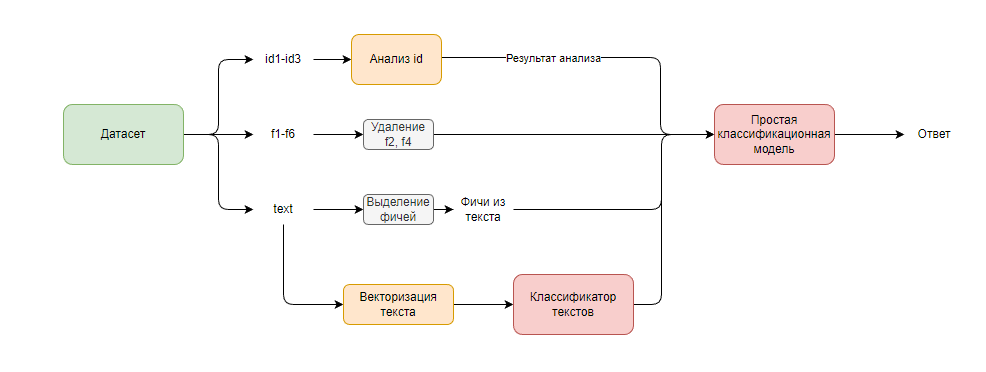 id1-id3
Анализ id
Результат анализа
Датасет
f1-f6
Удаление
f2, f4
Простая
классификационная
модель
Ответ
text
Выделение
фичей
Фичи из
текста
Векторизация
текста
Классификатор
текстов